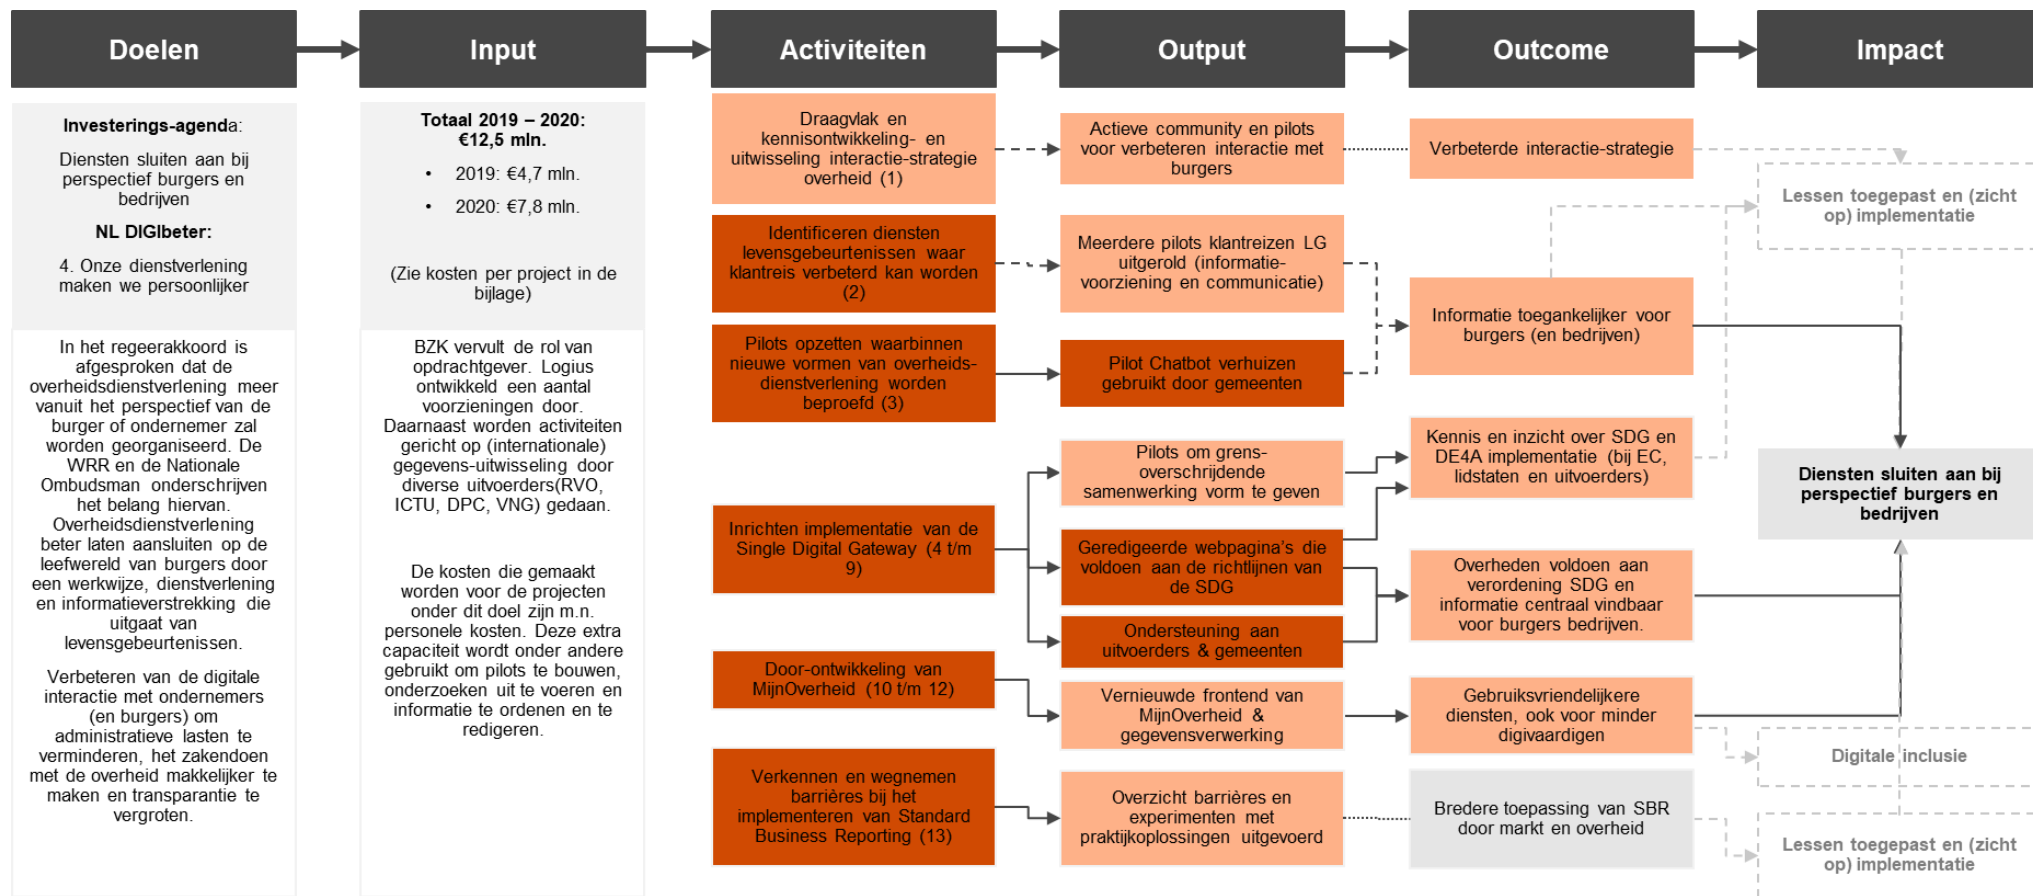 Doelen
Input
Activiteiten
Output
Outcome
Impact
Investerings-agenda:
Diensten sluiten aan bij
perspectief burgers en
bedrijven
NL DIGIbeter:
4. Onze dienstverlening
maken we persoonlijker
In het regeerakkoord is
afgesproken dat de
overheidsdienstverlening meer
vanuit het perspectief van de
burger of ondernemer zal
worden georganiseerd. De
WRR en de Nationale
Ombudsman onderschrijven
het belang hiervan.
Overheidsdienstverlening
beter laten aansluiten op de
leefwereld van burgers door
een werkwijze, dienstverlening
en informatieverstrekking die
uitgaat van
levensgebeurtenissen.
Verbeteren van de digitale
interactie met ondernemers
(en burgers) om
administratieve lasten te
verminderen, het zakendoen
met de overheid makkelijker te
maken en transparantie te
vergroten.
Totaal 2019 – 2020:
€12,5 mln.
• 2019: €4,7 mln.
• 2020: €7,8 mln.
(Zie kosten per project in de
bijlage)
BZK vervult de rol van
opdrachtgever. Logius
ontwikkeld een aantal
voorzieningen door.
Daarnaast worden activiteiten
gericht op (internationale)
gegevens-uitwisseling door
diverse uitvoerders(RVO,
ICTU, DPC, VNG) gedaan.
De kosten die gemaakt
worden voor de projecten
onder dit doel zijn m.n.
personele kosten. Deze extra
capaciteit wordt onder andere
gebruikt om pilots te bouwen,
onderzoeken uit te voeren en
informatie te ordenen en te
redigeren.
Draagvlak en
kennisontwikkeling- en
uitwisseling interactie-strategie
overheid (1)
Identificeren diensten
levensgebeurtenissen waar
klantreis verbeterd kan worden
(2)
Pilots opzetten waarbinnen
nieuwe vormen van overheids-
dienstverlening worden
beproefd (3)
Inrichten implementatie van de
Single Digital Gateway (4 t/m
9)
Door-ontwikkeling van
MijnOverheid (10 t/m 12)
Verkennen en wegnemen
barrières bij het
implementeren van Standard
Business Reporting (13)
Actieve community en pilots
voor verbeteren interactie met
burgers
Meerdere pilots klantreizen LG
uitgerold (informatie-
voorziening en communicatie)
Pilot Chatbot verhuizen
gebruikt door gemeenten
Pilots om grens-
overschrijdende
samenwerking vorm te geven
Geredigeerde webpagina's die
voldoen aan de richtlijnen van
de SDG
Ondersteuning aan
uitvoerders & gemeenten
Vernieuwde frontend van
MijnOverheid &
gegevensverwerking
Overzicht barrières en
experimenten met
praktijkoplossingen uitgevoerd
Verbeterde interactie-strategie
Informatie toegankelijker voor
burgers (en bedrijven)
Kennis en inzicht over SDG en
DE4A implementatie (bij EC,
lidstaten en uitvoerders)
Overheden voldoen aan
verordening SDG en
informatie centraal vindbaar
voor burgers bedrijven.
Gebruiksvriendelijkere
diensten, ook voor minder
digivaardigen
Bredere toepassing van SBR
door markt en overheid
Lessen toegepast en (zicht
op) implementatie
Diensten sluiten aan bij
perspectief burgers en
bedrijven
Digitale inclusie
Lessen toegepast en (zicht
op) implementatie